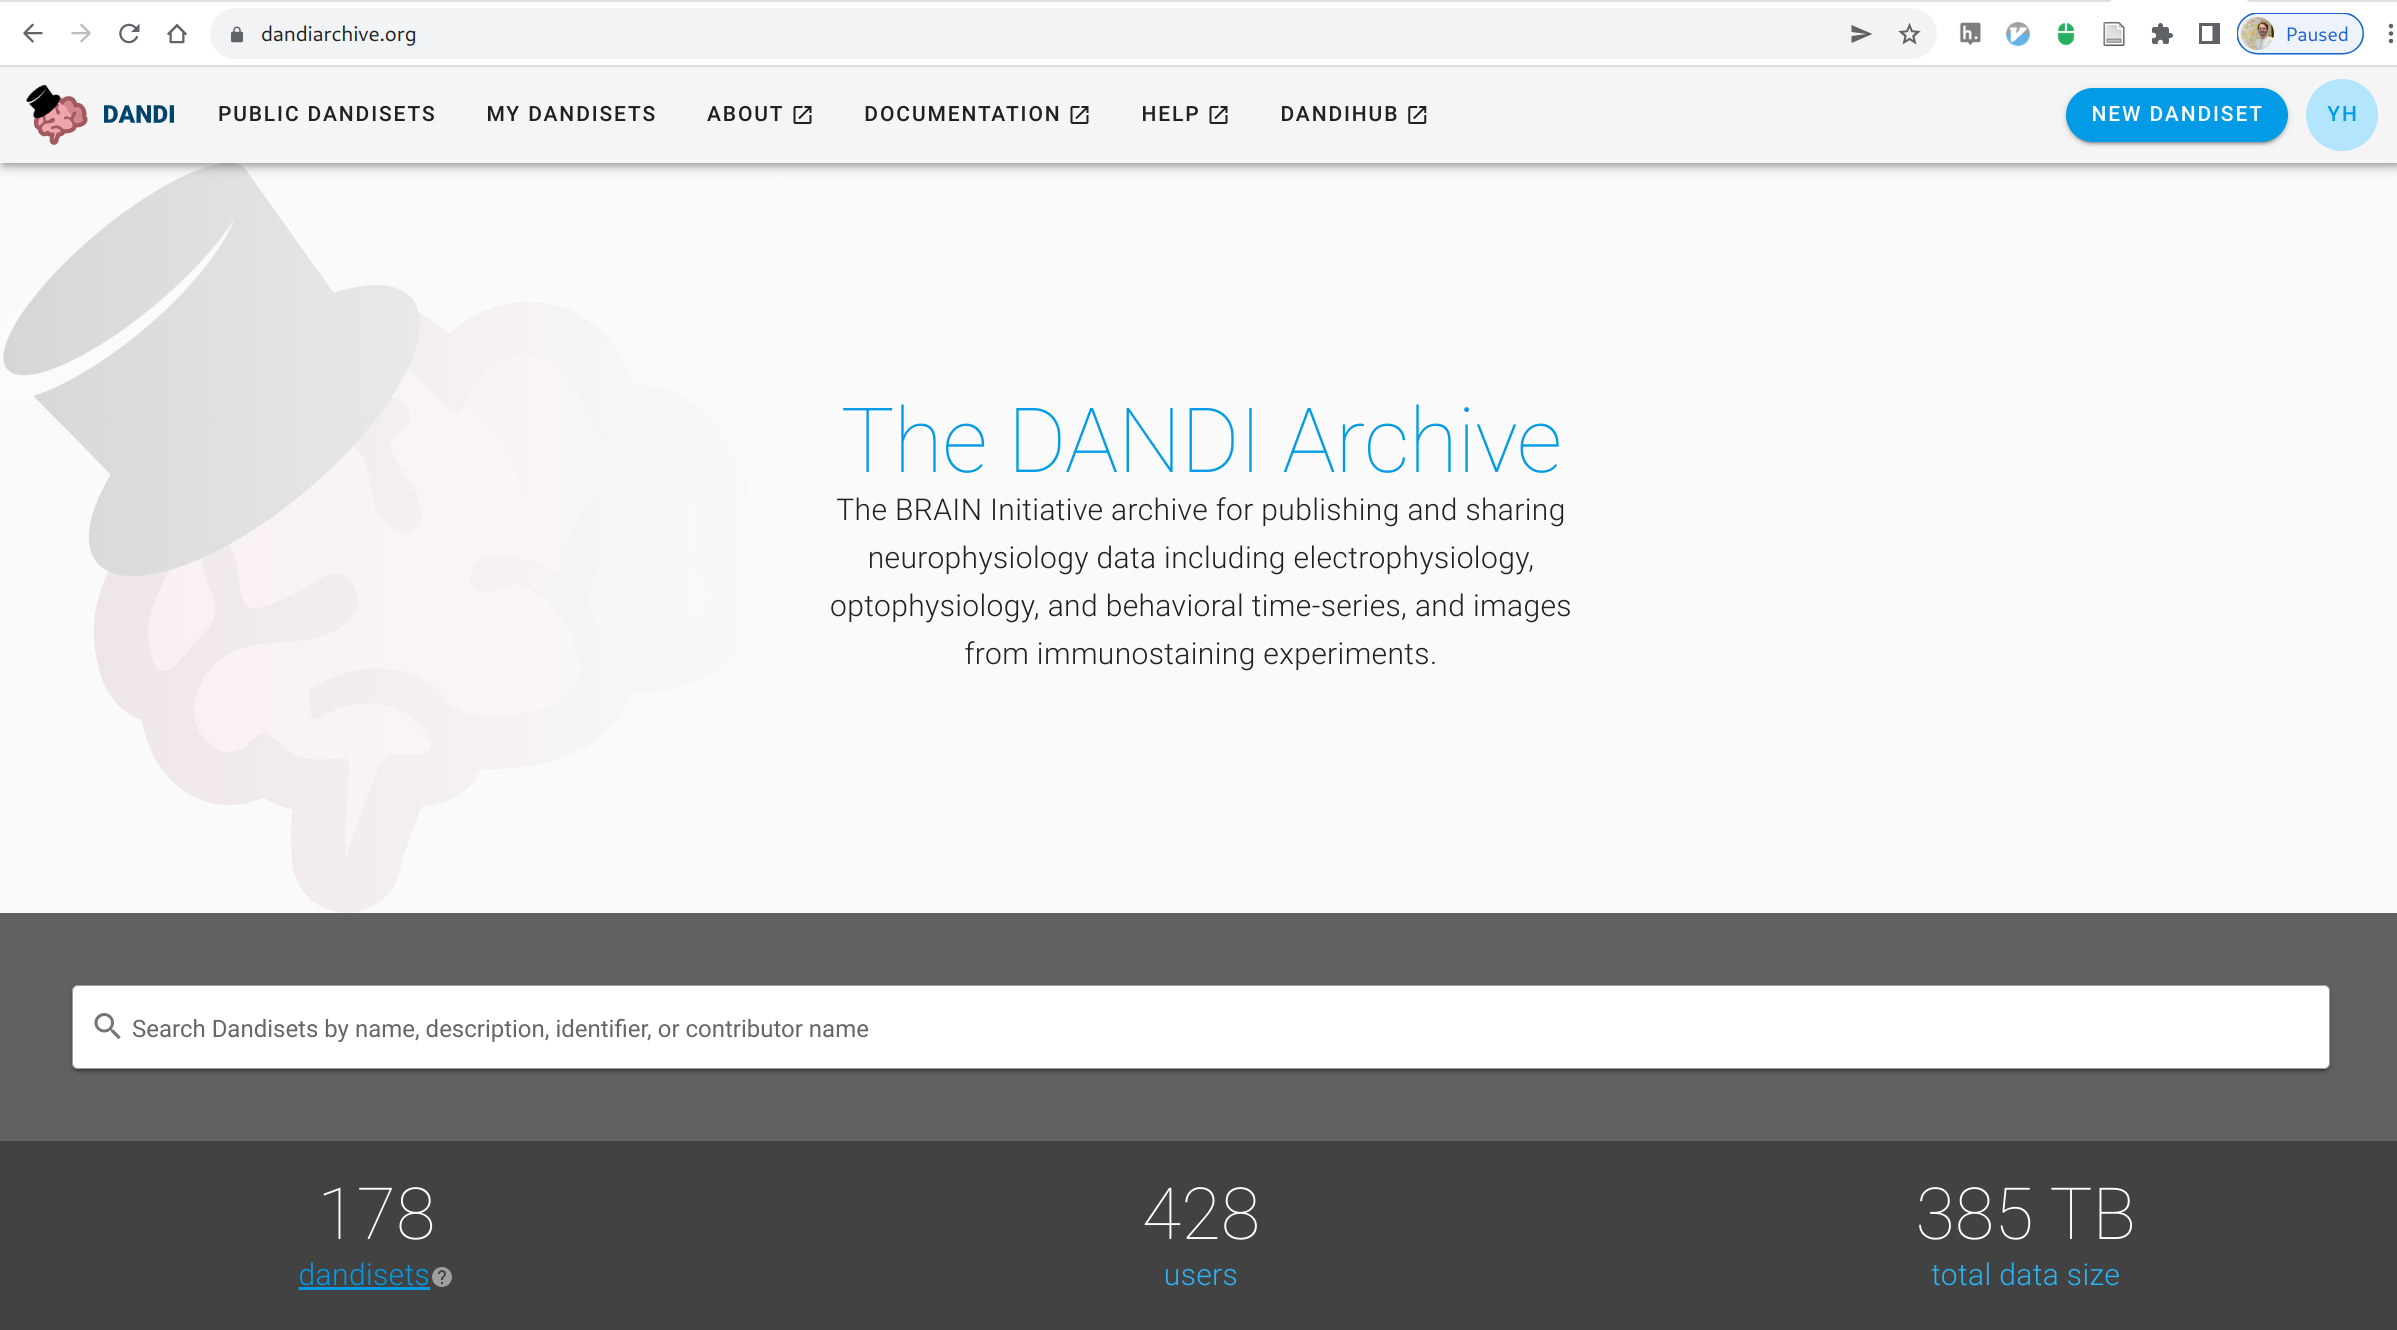 dandiarchive.org
h.
Paused
DANDI
PUBLIC DANDISETS
MY DANDISETS
ABOUT
DOCUMENTATION
HELP
DANDIHUB
NEW DANDISET
YH
The DANDI Archive
The BRAIN Initiative archive for publishing and sharing
neurophysiology data including electrophysiology,
optophysiology, and behavioral time-series, and images
from immunostaining experiments.
Search Dandisets by name, description, identifier, or contributor name
178
dandisets
?
428
users
385 TB
total data size